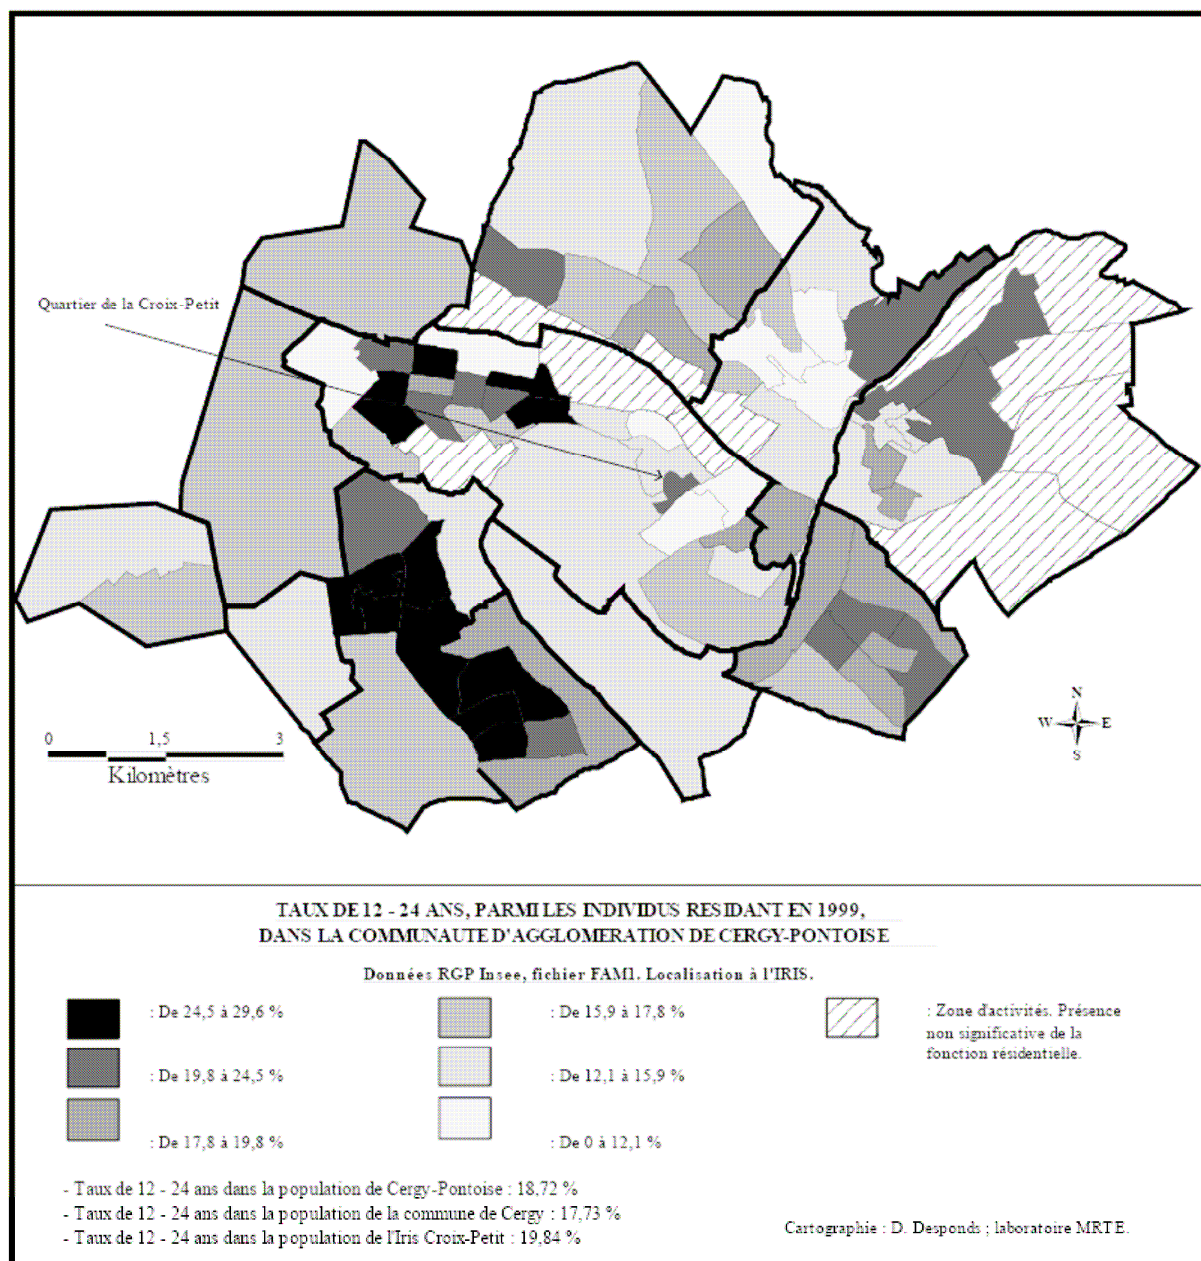 Quartier de la Croix-Petit
N
W E
S
0 1,5 3
Kilomètres
TAUX DE 12 - 24 ANS, PARMI LES INDIVIDUS RESIDANT EN 1999,
DANS LA COMMUNAUTE D'AGGLOMERATION DE CERGY-PONTOISE
Données RGP Insee, fichier FAM1. Localisation à l'IRIS.
: De 24,5 à 29,6 %
: De 19,8 à 24,5 %
: De 17,8 à 19,8 %
: De 15,9 à 17,8 %
: De 12,1 à 15,9 %
: De 0 à 12,1 %
: Zone d'activités. Présence
non significative de la
fonction résidentielle.
- Taux de 12 - 24 ans dans la population de Cergy-Pontoise : 18,72 %
- Taux de 12 - 24 ans dans la population de la commune de Cergy : 17,73 %
- Taux de 12 - 24 ans dans la population de l'Iris Croix-Petit : 19,84 %
Cartographie : D. Desponds ; laboratoire MRTE.